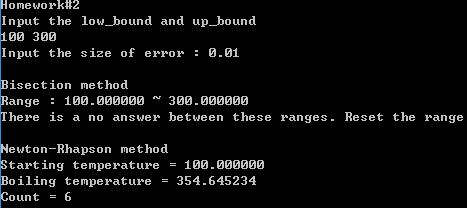 Homework#2
Input the low_bound and up_bound
100 300
Input the size of error : 0.01
Bisection method
Range : 100.000000 ~ 300.000000
There is a no answer between these ranges. Reset the range
Newton-Rhapson method
Starting temperature = 100.000000
Boiling temperature = 354.645234
Count = 6